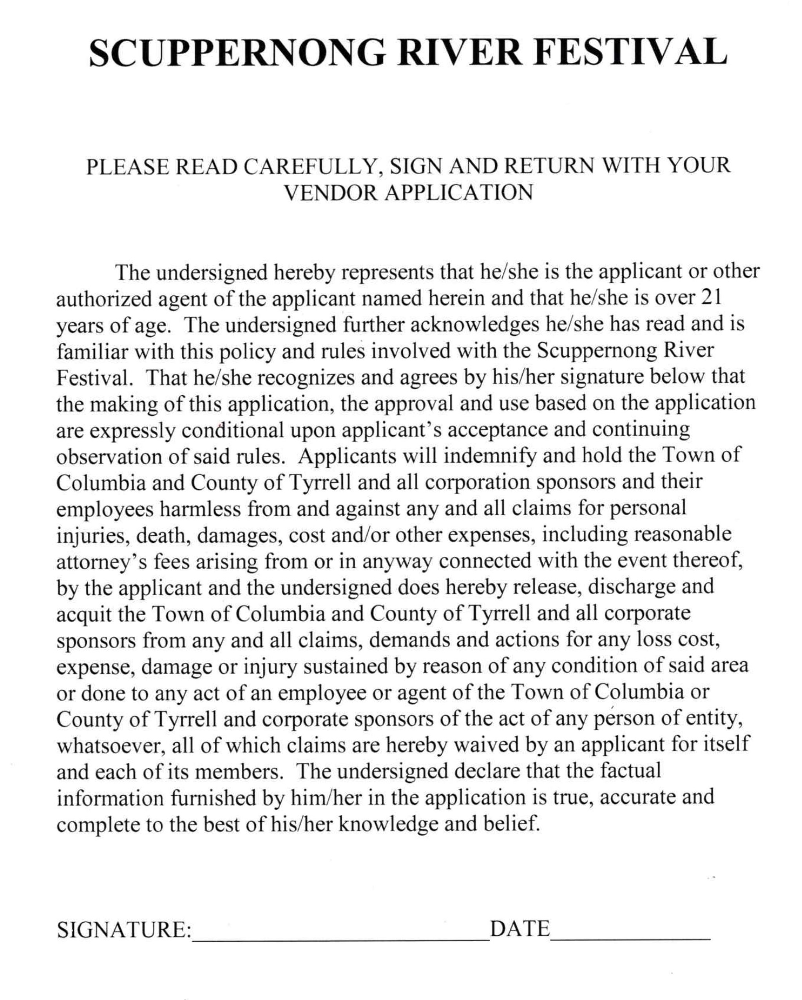 SCUPPERNONG RIVER FESTIVAL
PLEASE READ CAREFULLY, SIGN AND RETURN WITH YOUR
VENDOR APPLICATION
The undersigned hereby represents that he/she is the applicant or other
authorized agent of the applicant named herein and that he/she is over 21
years of age. The undersigned further acknowledges he/she has read and is
familiar with this policy and rules involved with the Scuppernong River
Festival. That he/she recognizes and agrees by his/her signature below that
the making of this application, the approval and use based on the application
are expressly conditional upon applicant's acceptance and continuing
observation of said rules. Applicants will indemnify and hold the Town of
Columbia and County of Tyrrell and all corporation sponsors and their
employees harmless from and against any and all claims for personal
injuries, death, damages, cost and/or other expenses, including reasonable
attorney's fees arising from or in anyway connected with the event thereof,
by the applicant and the undersigned does hereby release, discharge and
acquit the Town of Columbia and County of Tyrrell and all corporate
sponsors from any and all claims, demands and actions for any loss cost,
expense, damage or injury sustained by reason of any condition of said area
or done to any act of an employee or agent of the Town of Columbia or
County of Tyrrell and corporate sponsors of the act of any person of entity,
whatsoever, all of which claims are hereby waived by an applicant for itself
and each of its members. The undersigned declare that the factual
information furnished by him/her in the application is true, accurate and
complete to the best of his/her knowledge and belief.
SIGNATURE:____________________DATE___________